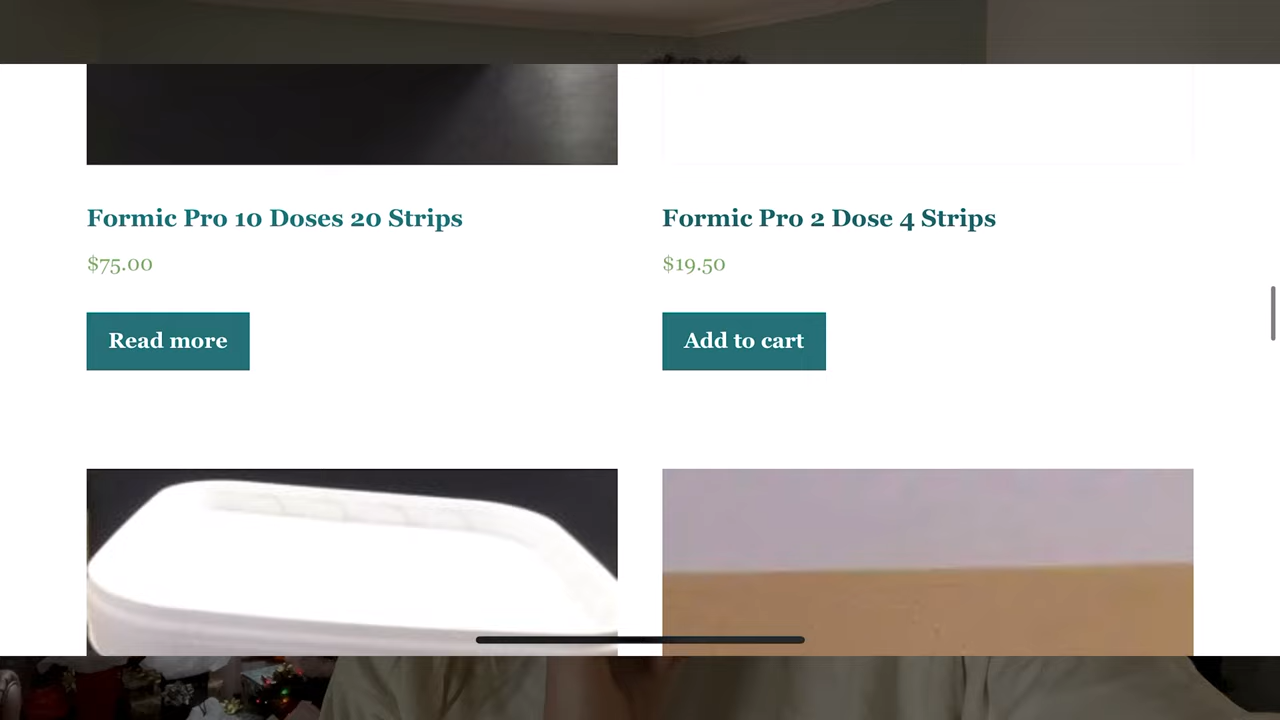 Formic Pro 10 Doses 20 Strips
$75.00
Read more
Formic Pro 2 Dose 4 Strips
$19.50
Add to cart